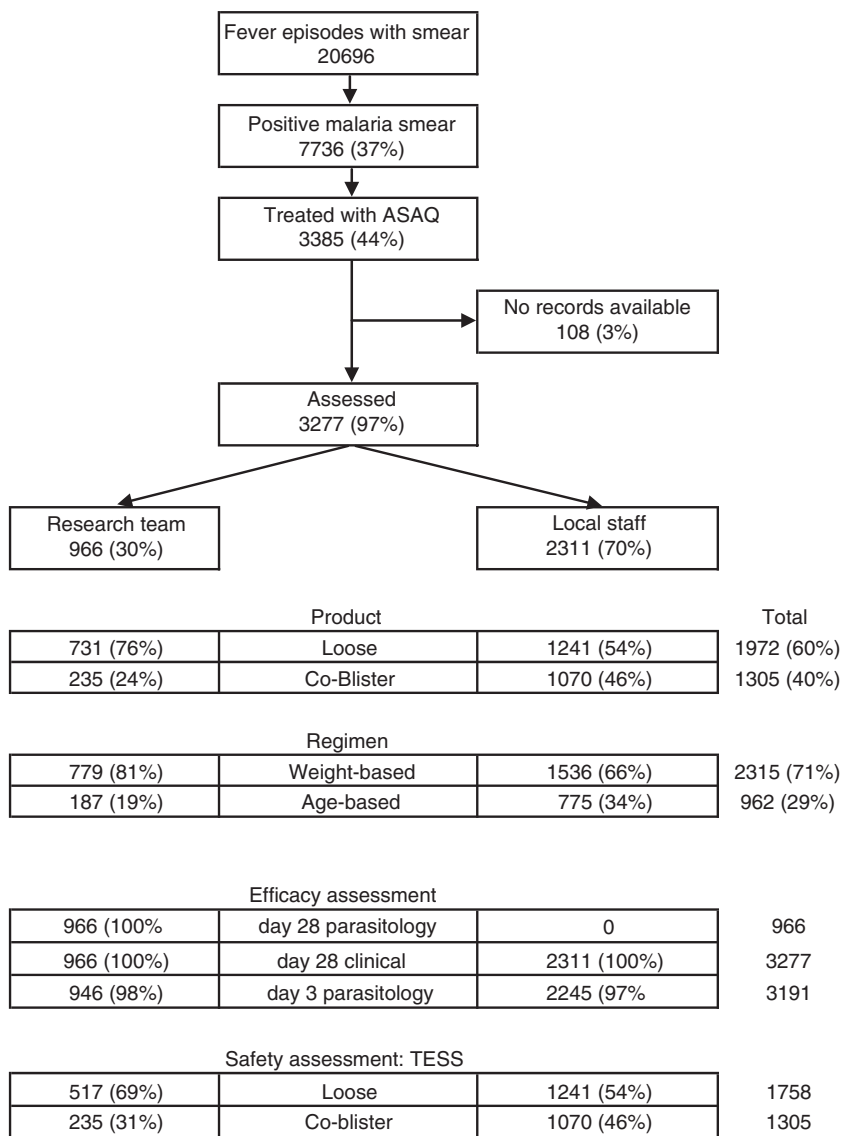 Fever episodes with smear
20696
Positive malaria smear
7736 (37%)
Treated with ASAQ
3385 (44%)
No records available
108 (3%)
Assessed
3277 (97%)
Research team
966 (30%)
Local staff
2311 (70%)
Product Total
731 (76%) Loose 1241 (54%) 1972 (60%)
235 (24%) Co-Blister 1070 (46%) 1305 (40%)
Regimen
779 (81%) Weight-based 1536 (66%) 2315 (71%)
187 (19%) Age-based 775 (34%) 962 (29%)
Efficacy assessment
966 (100% day 28 parasitology 0 966
966 (100%) day 28 clinical 2311 (100%) 3277
946 (98%) day 3 parasitology 2245 (97% 3191
Safety assessment: TESS
517 (69%) Loose 1241 (54%) 1758
235 (31%) Co-blister 1070 (46%) 1305